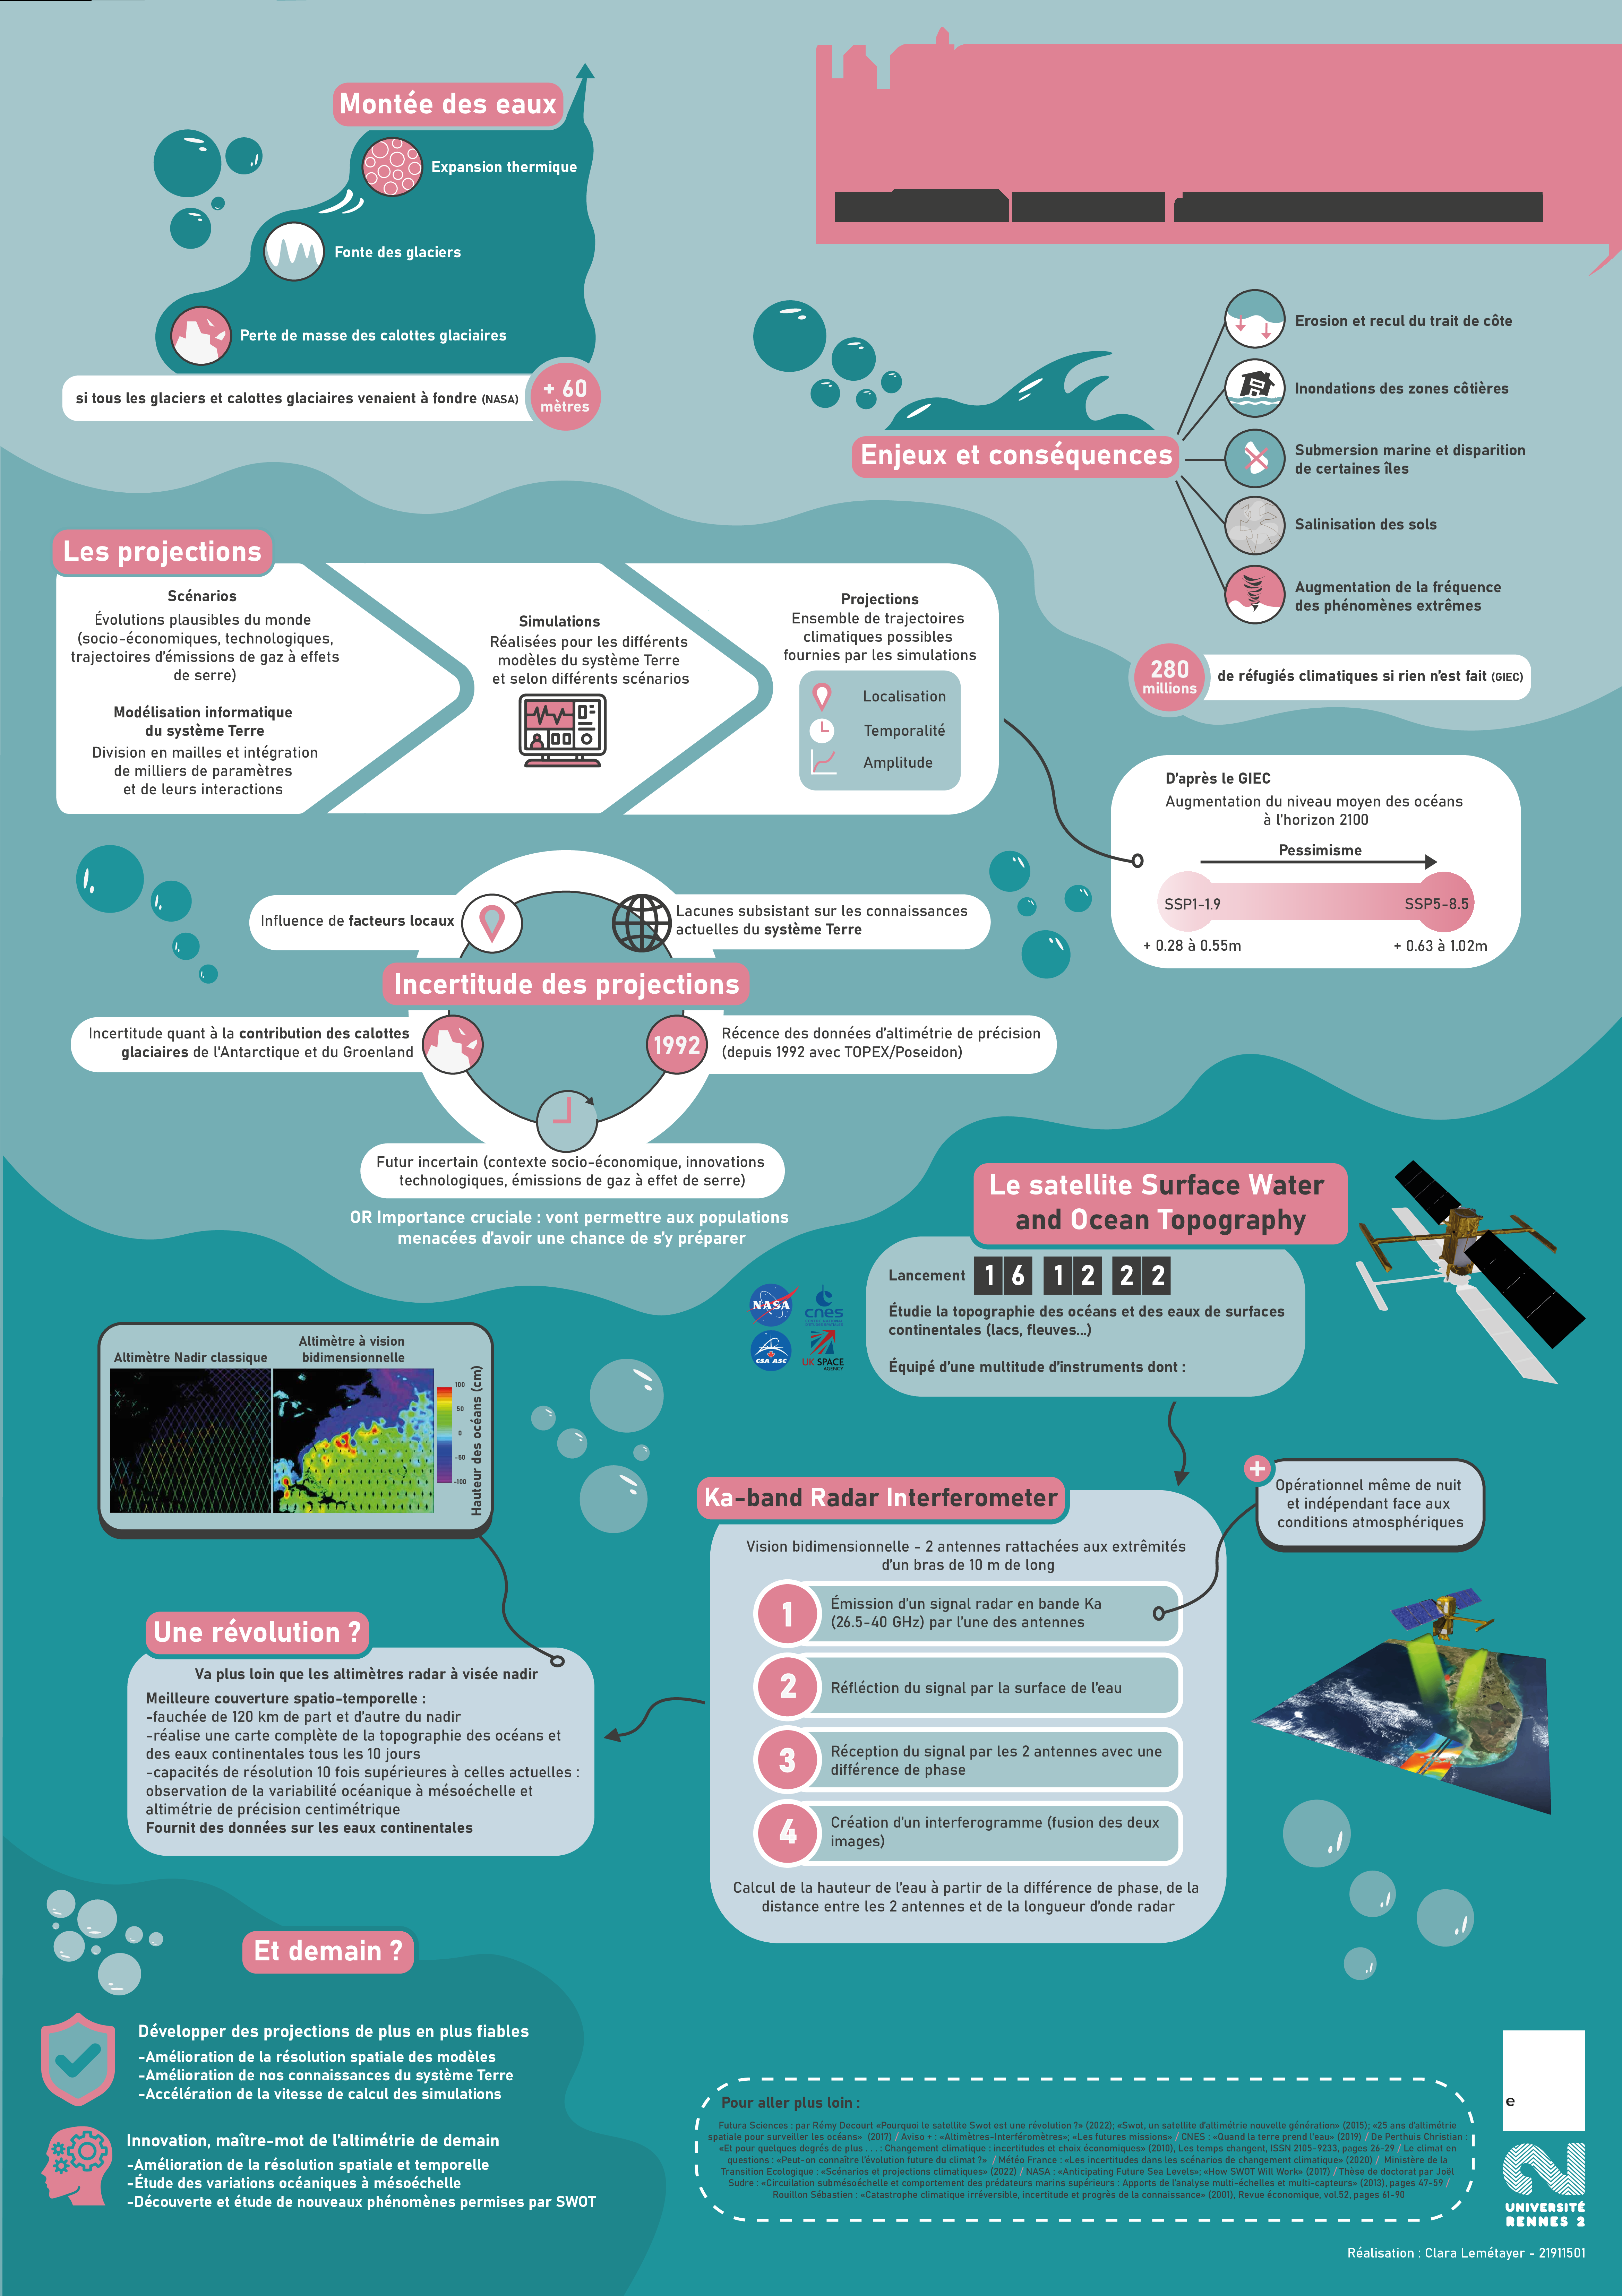 Montée des eaux
Expansion thermique
Fonte des glaciers
Perte de masse des calottes glaciaires
si tous les glaciers et calottes glaciaires venaient à fondre (NASA)
+ 60
mètres
Enjeux et conséquences
Erosion et recul du trait de côte
Inondations des zones côtières
Submersion marine et disparition
de certaines îles
Salinisation des sols
Augmentation de la fréquence
des phénomènes extrêmes
280
millions
de réfugiés climatiques si rien n'est fait (GIEC)
Les projections
Scénarios
Évolutions plausibles du monde
(socio-économiques, technologiques,
trajectoires d'émissions de gaz à effets
de serre)
Modélisation informatique
du système Terre
Division en mailles et intégration
de milliers de paramètres
et de leurs interactions
Simulations
Réalisées pour les différents
modèles du système Terre
et selon différents scénarios
Projections
Ensemble de trajectoires
climatiques possibles
fournies par les simulations
Localisation
Temporalité
Amplitude
D'après le GIEC
Augmentation du niveau moyen des océans
à l'horizon 2100
Pessimisme
SSP1-1.9
SSP5-8.5
+ 0.28 à 0.55m
+ 0.63 à 1.02m
Influence de facteurs locaux
Lacunes subsistant sur les connaissances
actuelles du système Terre
Incertitude des projections
Incertitude quant à la contribution des calottes
glaciaires de l'Antarctique et du Groenland
1992
Récence des données d'altimétrie de précision
(depuis 1992 avec TOPEX/Poseidon)
Futur incertain (contexte socio-économique, innovations
technologiques, émissions de gaz à effet de serre)
OR Importance cruciale : vont permettre aux populations
menacées d'avoir une chance de s'y préparer
Le satellite Surface Water
and Ocean Topography
Lancement 16 12 22
Étudie la topographie des océans et des eaux de surfaces
continentales (lacs, fleuves...)
Équipé d'une multitude d'instruments dont :
NASA
cnes
CSA ASC
UK SPACE
AGENCY
Altimètre Nadir classique
Altimètre à vision
bidimensionnelle
100
50
0
-50
-100
Hauteur des océans (cm)
Ka-band Radar Interferometer
Vision bidimensionnelle - 2 antennes rattachées aux extrêmités
d'un bras de 10 m de long
1
Émission d'un signal radar en bande Ka
(26.5-40 GHz) par l'une des antennes
2
Réfléction du signal par la surface de l'eau
3
Réception du signal par les 2 antennes avec une
différence de phase
4
Création d'un interferogramme (fusion des deux
images)
Calcul de la hauteur de l'eau à partir de la différence de phase, de la
distance entre les 2 antennes et de la longueur d'onde radar
+
Opérationnel même de nuit
et indépendant face aux
conditions atmosphériques
Une révolution ?
Va plus loin que les altimètres radar à visée nadir
Meilleure couverture spatio-temporelle :
-fauchée de 120 km de part et d'autre du nadir
-réalise une carte complète de la topographie des océans et
des eaux continentales tous les 10 jours
-capacités de résolution 10 fois supérieures à celles actuelles :
observation de la variabilité océanique à mésoéchelle et
altimétrie de précision centimétrique
Fournit des données sur les eaux continentales
Et demain ?
Développer des projections de plus en plus fiables
-Amélioration de la résolution spatiale des modèles
-Amélioration de nos connaissances du système Terre
-Accélération de la vitesse de calcul des simulations
Innovation, maître-mot de l'altimétrie de demain
-Amélioration de la résolution spatiale et temporelle
-Étude des variations océaniques à mésoéchelle
-Découverte et étude de nouveaux phénomènes permises par SWOT
Pour aller plus loin :
Futura Sciences : par Rémy Decourt «Pourquoi le satellite Swot est une révolution ?» (2022); «Swot, un satellite d'altimétrie nouvelle génération» (2015); «25 ans d'altimétrie
spatiale pour surveiller les océans» (2017) / Aviso + : «Altimètres-Interféromètres»; «Les futures missions» / CNES : «Quand la terre prend l'eau» (2019) / De Perthuis Christian :
«Et pour quelques degrés de plus . . . : Changement climatique : incertitudes et choix économiques» (2010), Les temps changent, ISSN 2105-9233, pages 26-29 / Le climat en
questions : «Peut-on connaître l'évolution future du climat ?» / Météo France : «Les incertitudes dans les scénarios de changement climatique» (2020) / Ministère de la
Transition Ecologique : «Scénarios et projections climatiques» (2022) / NASA : «Anticipating Future Sea Levels»; «How SWOT Will Work» (2017) / Thèse de doctorat par Joël
Sudre : «Circulation submésoéchelle et comportement des prédateurs marins supérieurs : Apports de l'analyse multi-échelles et multi-capteurs» (2013), pages 47-59 /
Rouillon Sébastien : «Catastrophe climatique irréversible, incertitude et progrès de la connaissance» (2001), Revue économique, vol.52, pages 61-90
e
UNIVERSITÉ
RENNES 2
Réalisation : Clara Lemétayer - 21911501